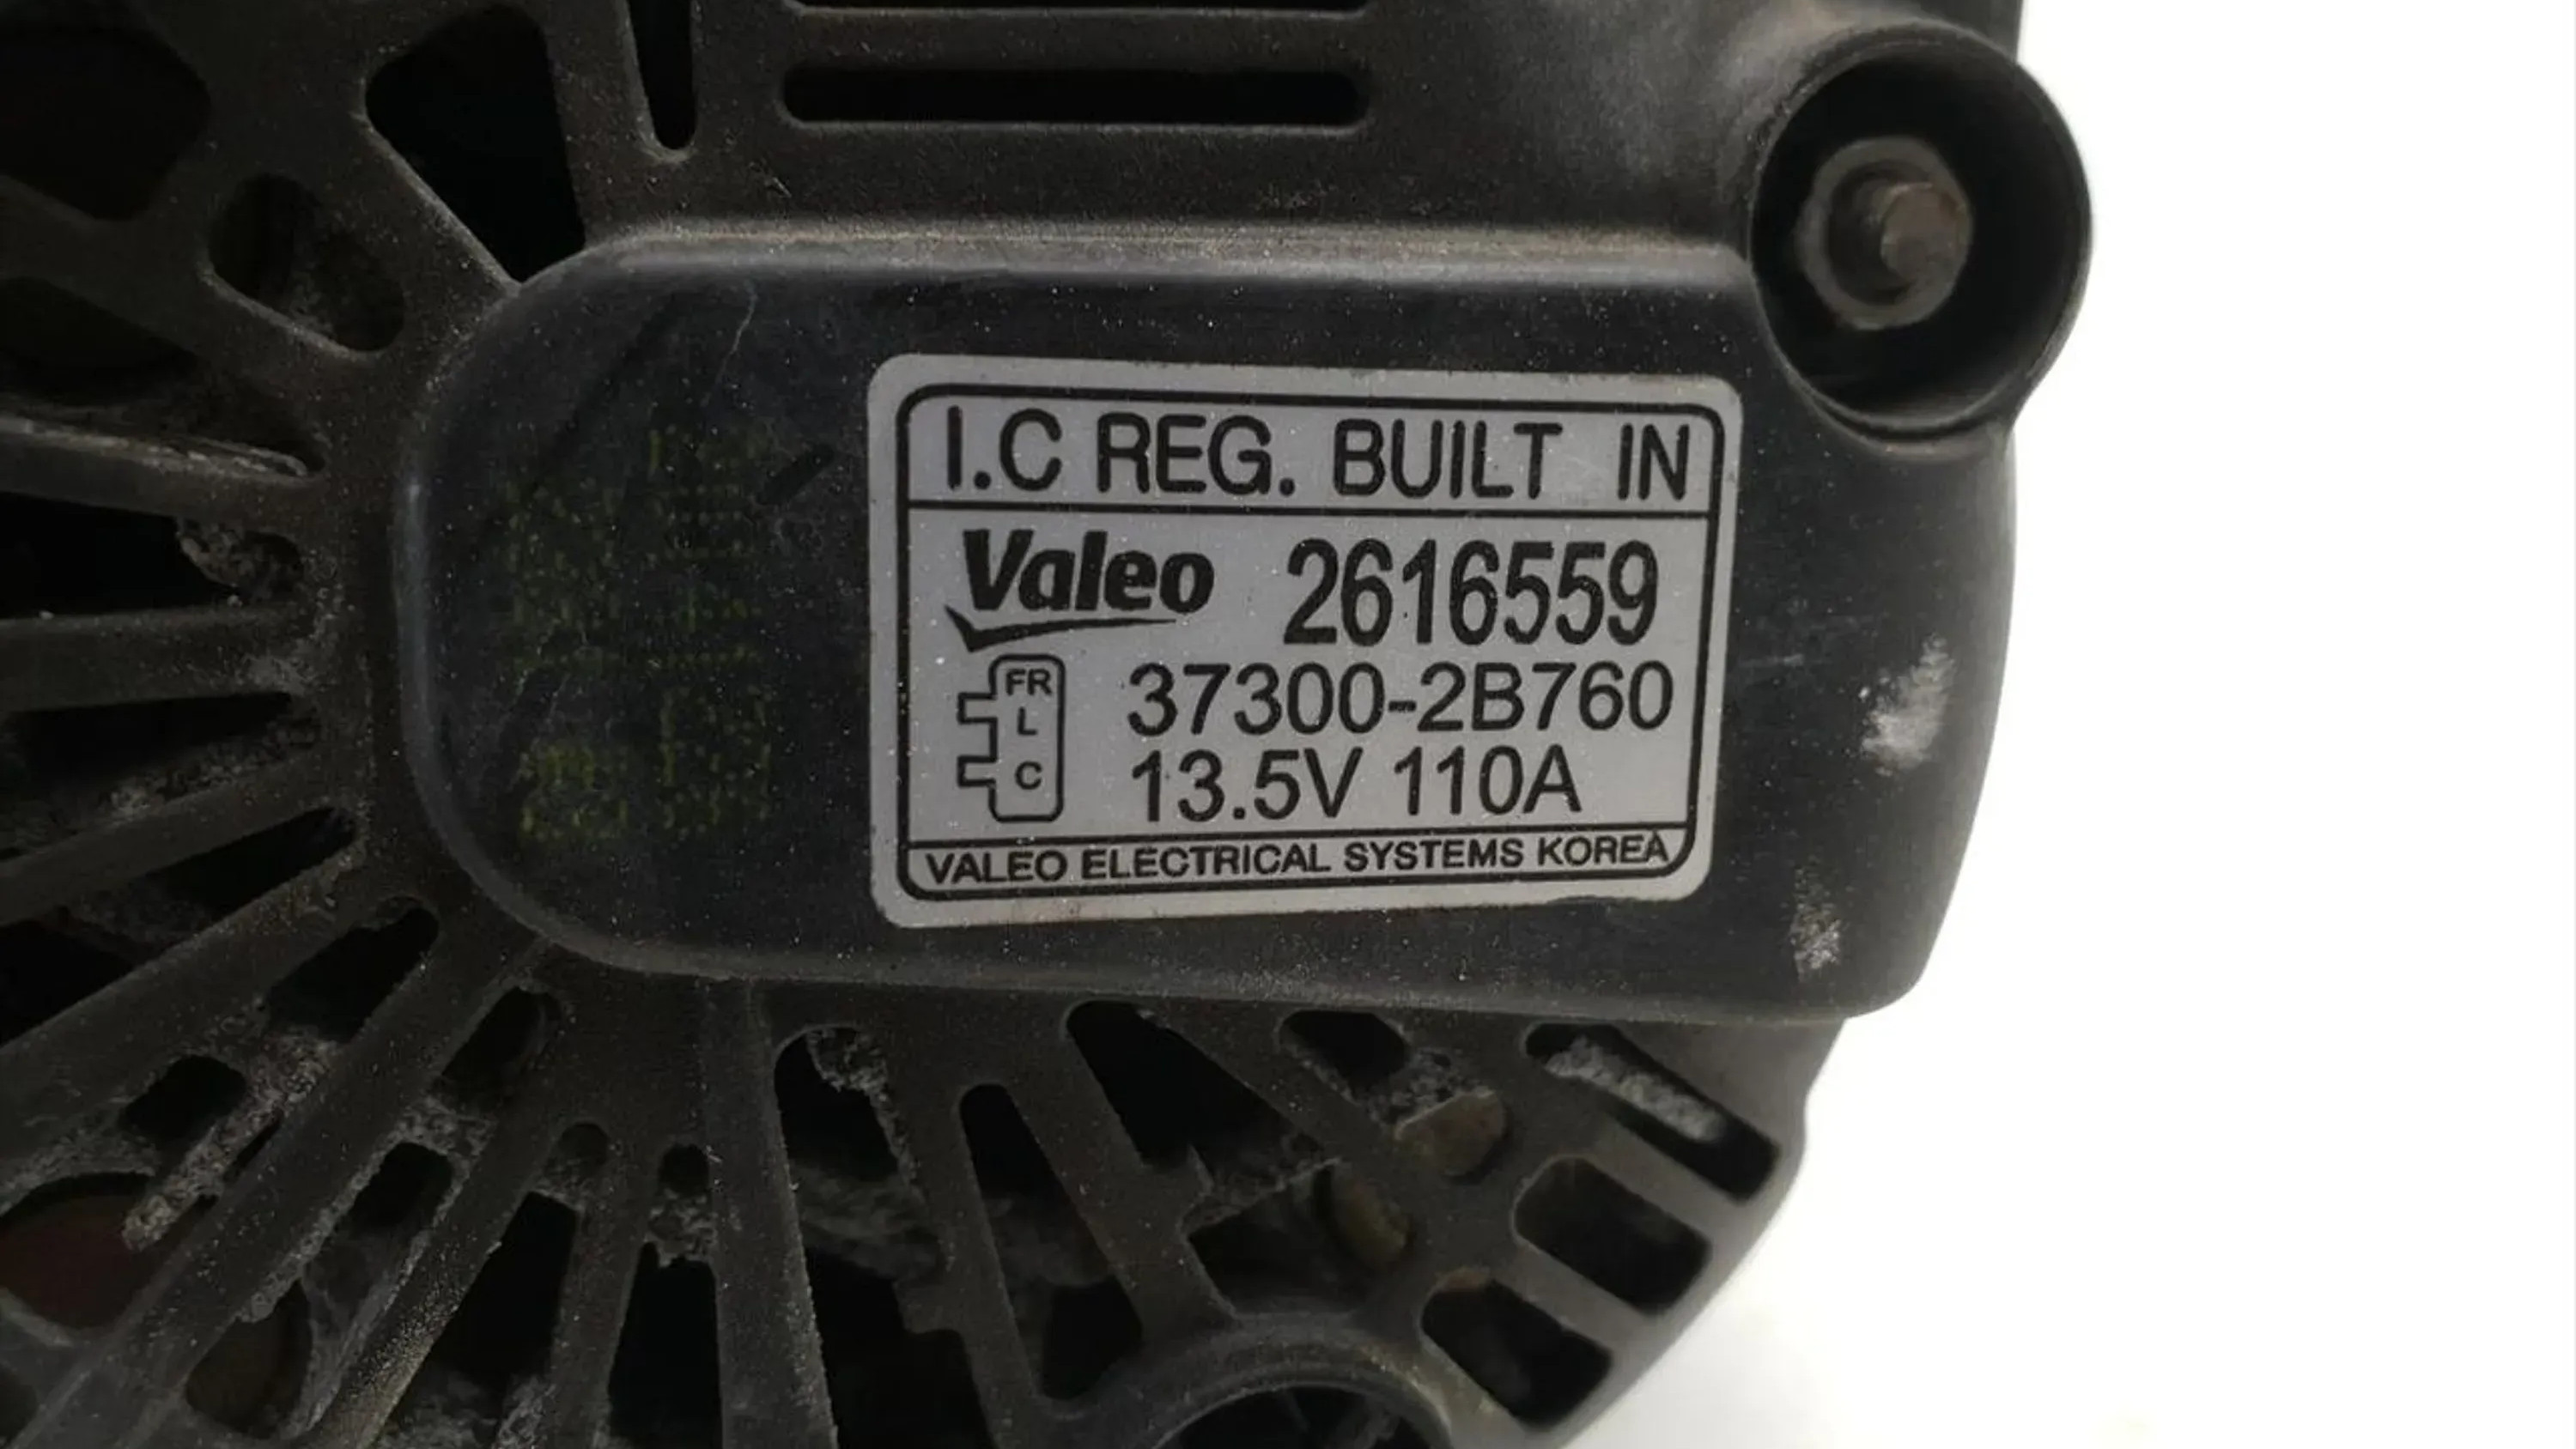 I.C REG. BUILT IN
Valeo 2616559
FR
L
C
37300-2B760
13.5V 110A
VALEO ELECTRICAL SYSTEMS KOREA